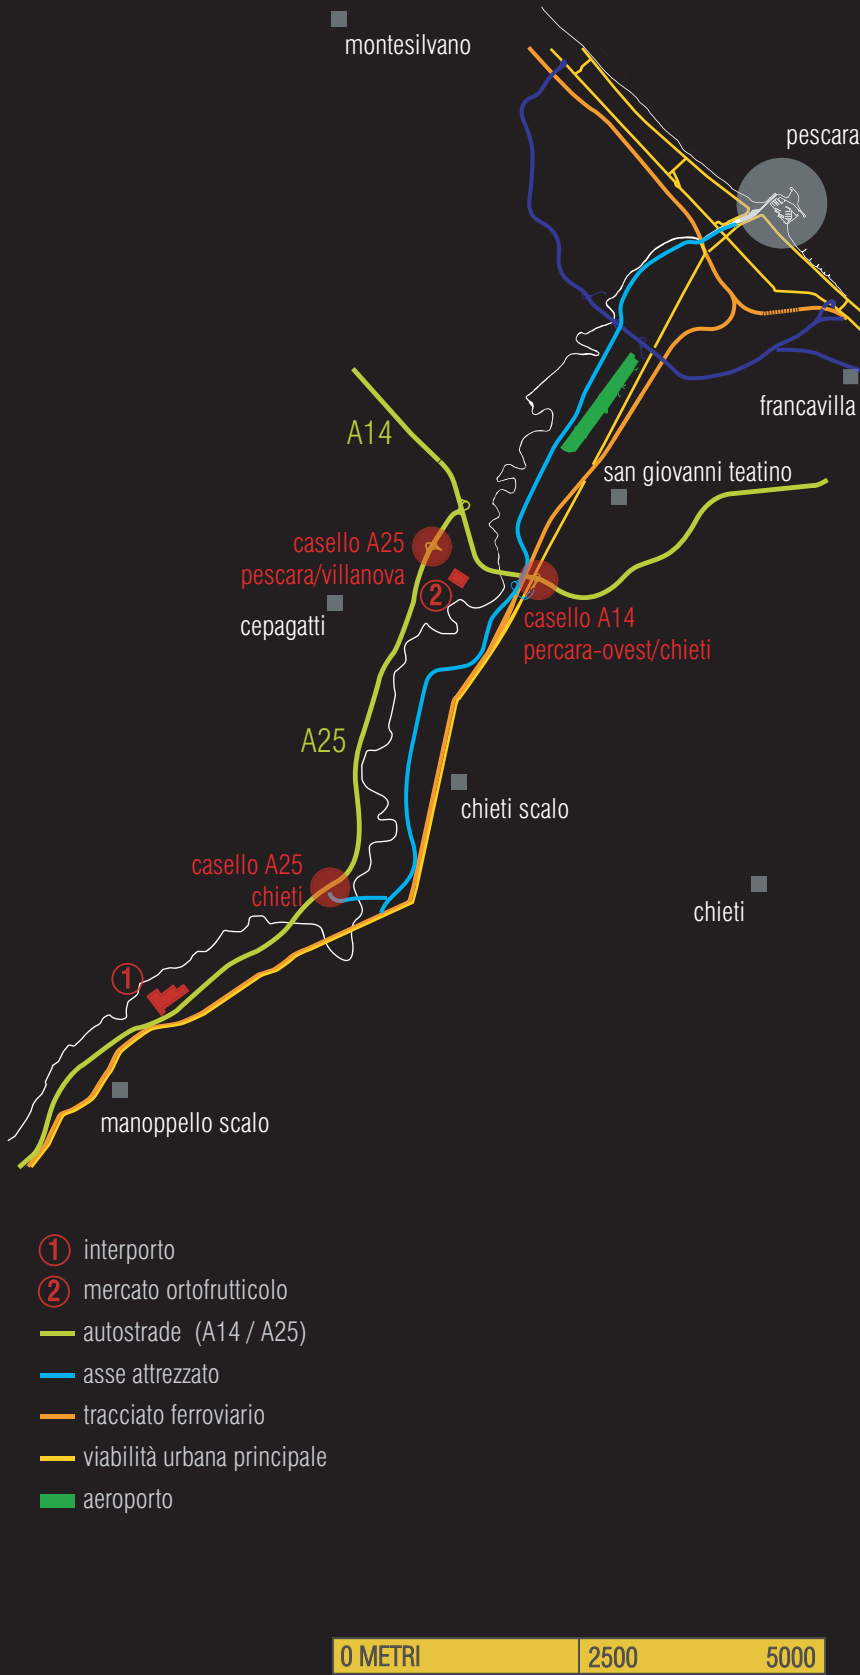 montesilvano
pescara
francavilla
A14
san giovanni teatino
casello A25
pescara/villanova
2
cepagatti
casello A14
percara-ovest/chieti
A25
chieti scalo
casello A25
chieti
chieti
1
manoppello scalo
1 interporto
2 mercato ortofrutticolo
autostrade (A14 / A25)
asse attrezzato
tracciato ferroviario
viabilità urbana principale
aeroporto
0 METRI 2500 5000